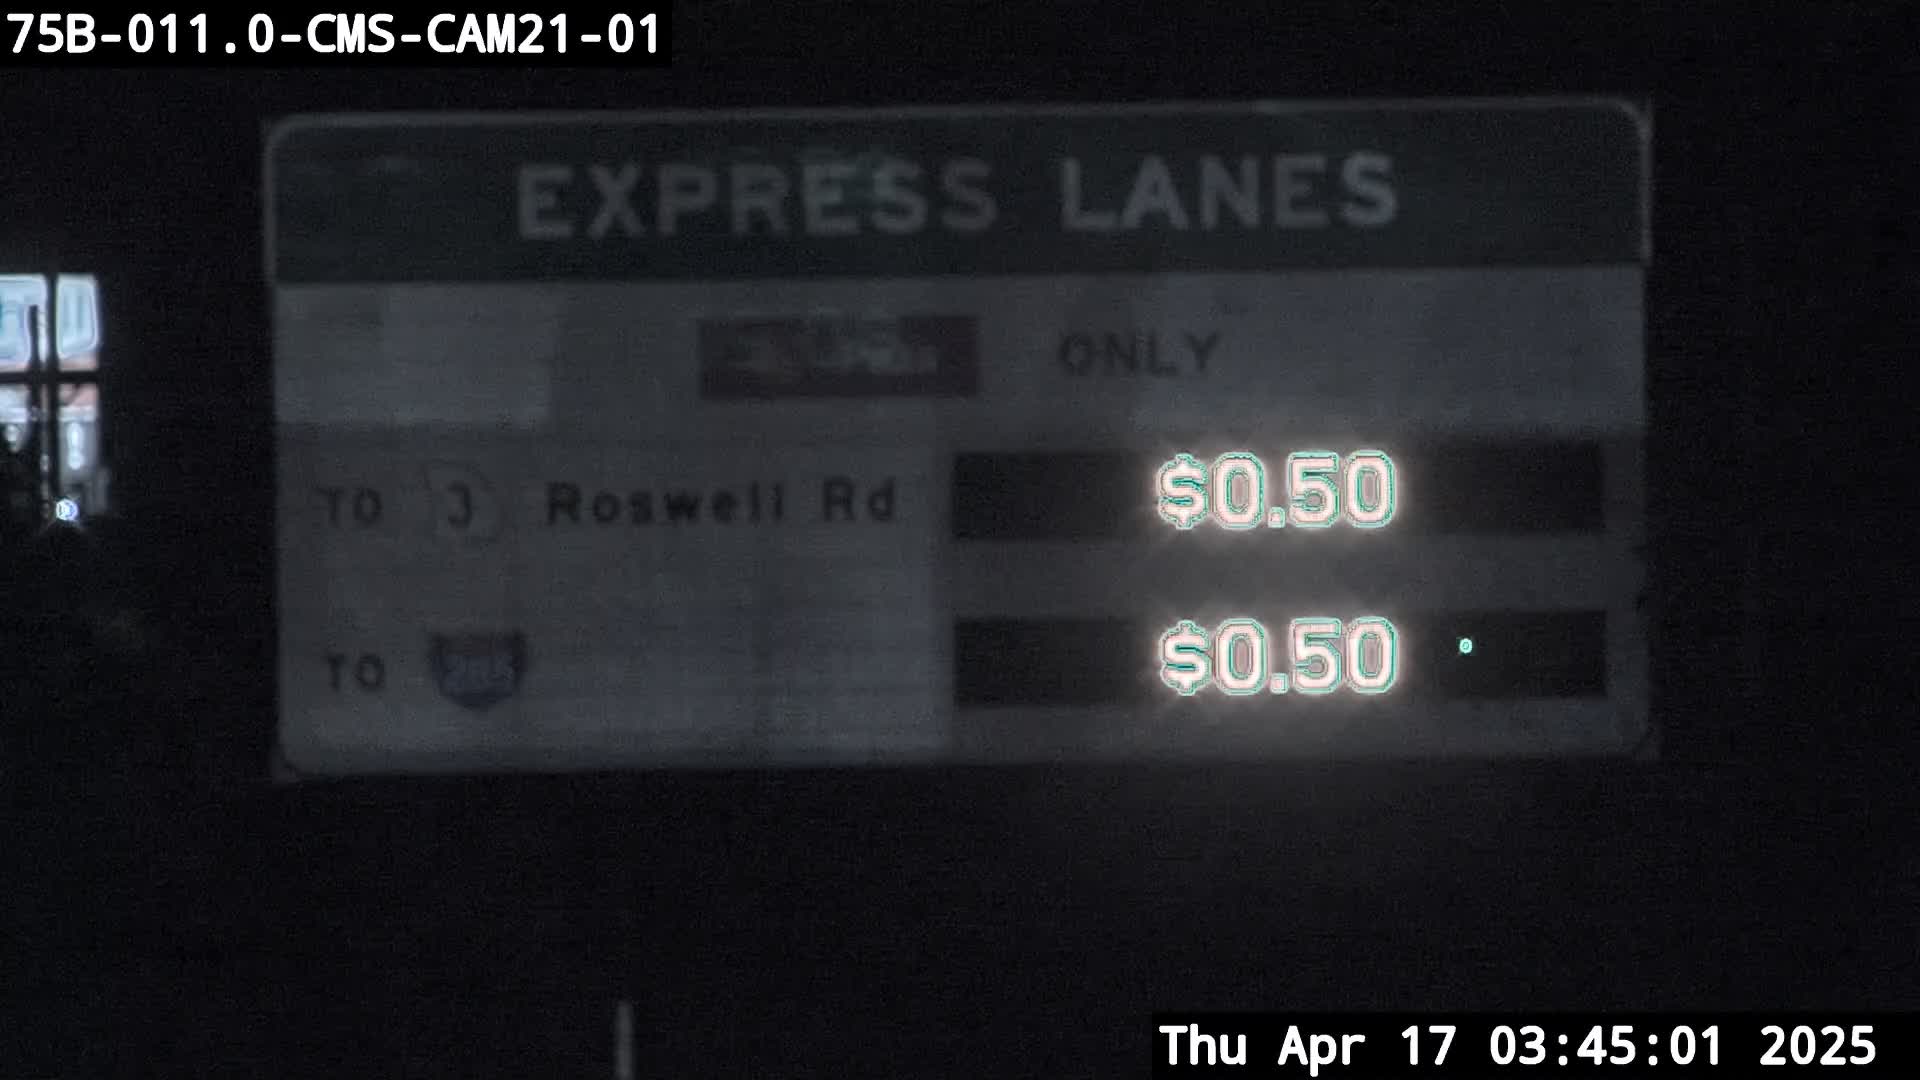 75B-011.0-CMS-CAM21-01
EXPRESS LANES
ONLY
TO 3 Roswell Rd $0.50
TO 285 $0.50
Thu Apr 17 03:45:01 2025